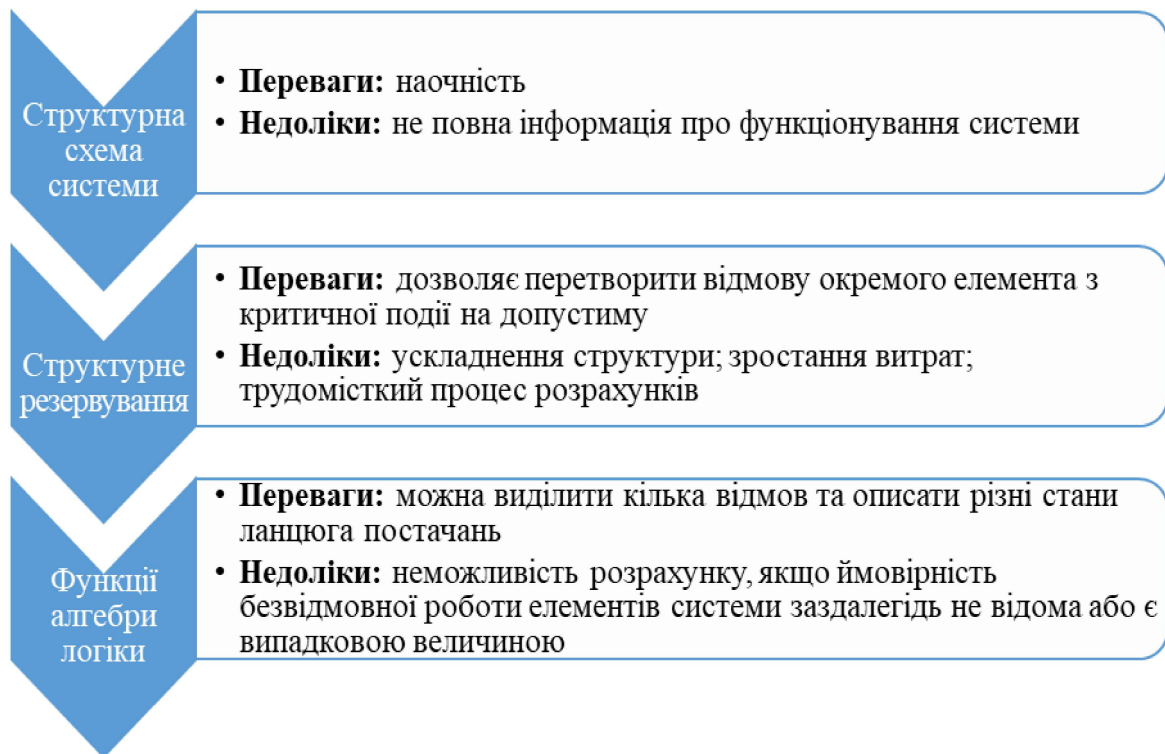 Структурна
схема
системи
• Переваги: наочність
• Недоліки: не повна інформація про функціонування системи
Структурне
резервування
• Переваги: дозволяє перетворити відмову окремого елемента з
критичної події на допустиму
• Недоліки: ускладнення структури; зростання витрат;
трудомісткий процес розрахунків
Функції
алгебри
логіки
• Переваги: можна виділити кілька відмов та описати різні стани
ланцюга постачань
• Недоліки: неможливість розрахунку, якщо ймовірність
безвідмовної роботи елементів системи заздалегідь не відома або є
випадковою величиною